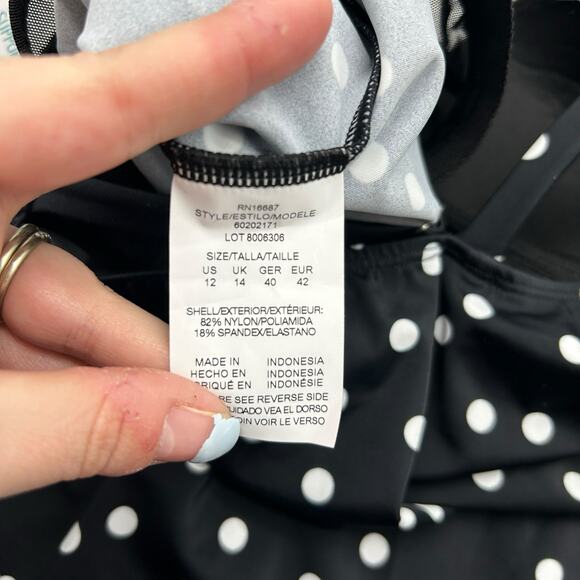 RN16687
STYLE/ESTILO/MODELE
60202171
LOT 8006306
SIZE/TALLA/TAILLE
US UK GER EUR
12 14 40 42
SHELL/EXTERIOR/EXTÉRIEUR:
82% NYLON/POLIAMIDA
18% SPANDEX/ELASTANO
MADE IN INDONESIA
HECHO EN INDONESIA
EN INDONÉSIE
SEE REVERSE SIDE
VEA EL DORSO
VOIR LE VERSO